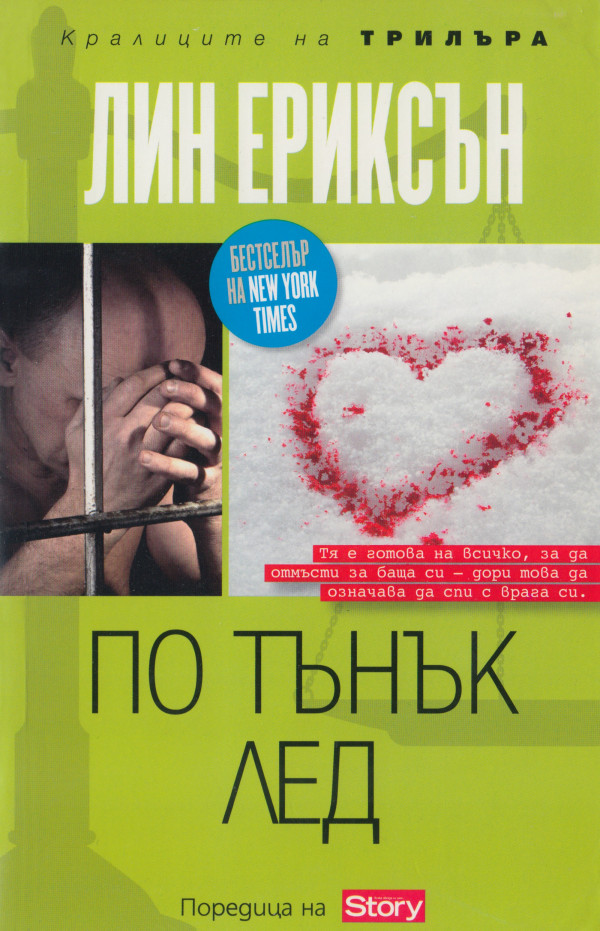 Кралиците на ТРИЛЪРА
ЛИН ЕРИКСЪН
БЕСТСЕЛЪР
НА NEW YORK
TIMES
Тя е готова на всичко, за да
отмъсти за баща си – дори това да
означава да спи с врага си.
ПО ТЪНЪК
ЛЕД
Поредица на Story